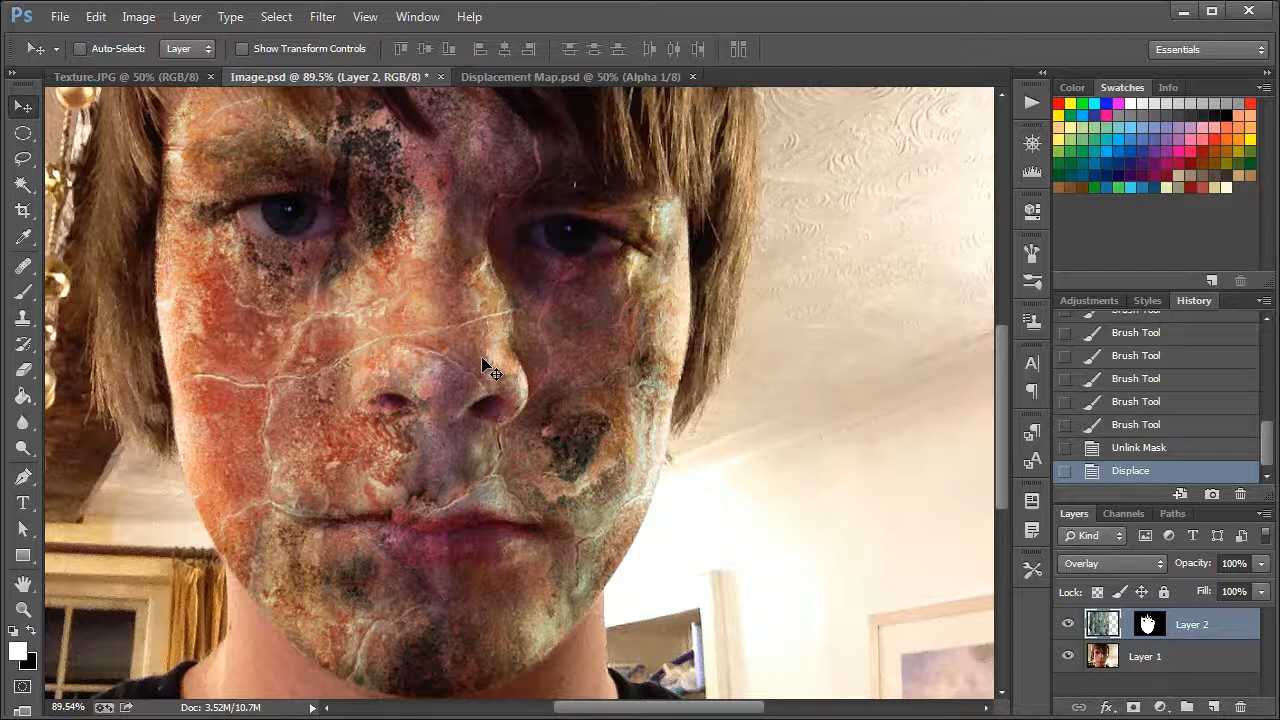 Ps File Edit Image Layer Type Select Filter View Window Help
Auto-Select: Layer Show Transform Controls Essentials
Texture.JPG @ 50% (RGB/8) × Image.psd @ 89.5% (Layer 2, RGB/8) * × Displacement Map.psd @ 50% (Alpha 1/8) ×
Color Swatches Info
Adjustments Styles History
Brush Tool
Brush Tool
Brush Tool
Brush Tool
Brush Tool
Unlink Mask
Displace
Layers Channels Paths
Kind
Overlay Opacity: 100%
Lock: Fill: 100%
Layer 2
Layer 1
89.54% Doc: 3.52M/10.7M